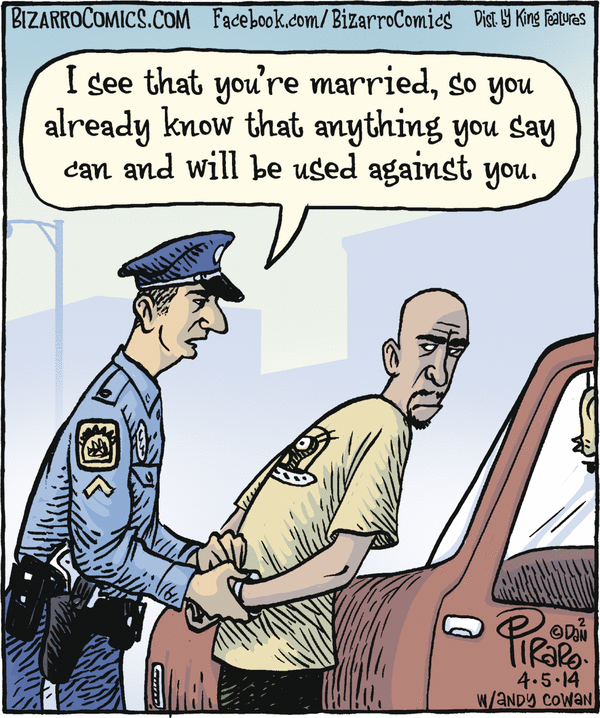 BIZARROCOMICS.COM Facebook.com/BizarroComics Dist. by King Features
I see that you're married, so you
already know that anything you say
can and will be used against you.
© Dan
Piraro.
4·5·14
W/ANDY COWAN